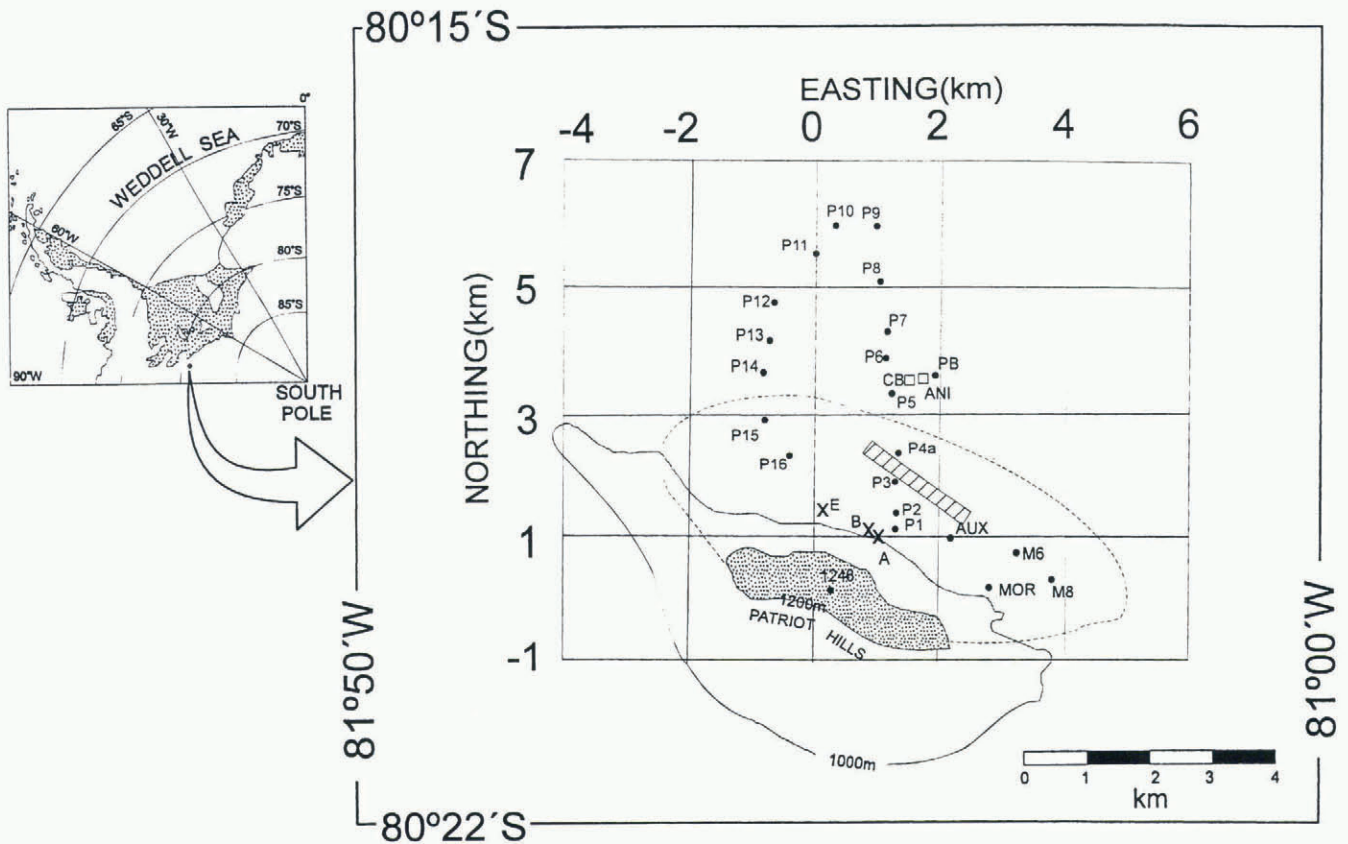 80º15´S
EASTING(km)
-4 -2 0 2 4 6
7
5
3
1
-1
NORTHING(km)
0°
65°S
30°W
70°S
WEDDELL SEA
75°S
60°W
80°S
85°S
90°W
SOUTH
POLE
P10 P9
P11
P8
P12
P7
P13
P6
PB
P14
CB
ANI
P5
P15
P4a
P16
P3
E
P2
B
P1
AUX
A
M6
1246
MOR
M8
1200m
PATRIOT
HILLS
1000m
81º50´W
81º00´W
0 1 2 3 4
km
80º22´S